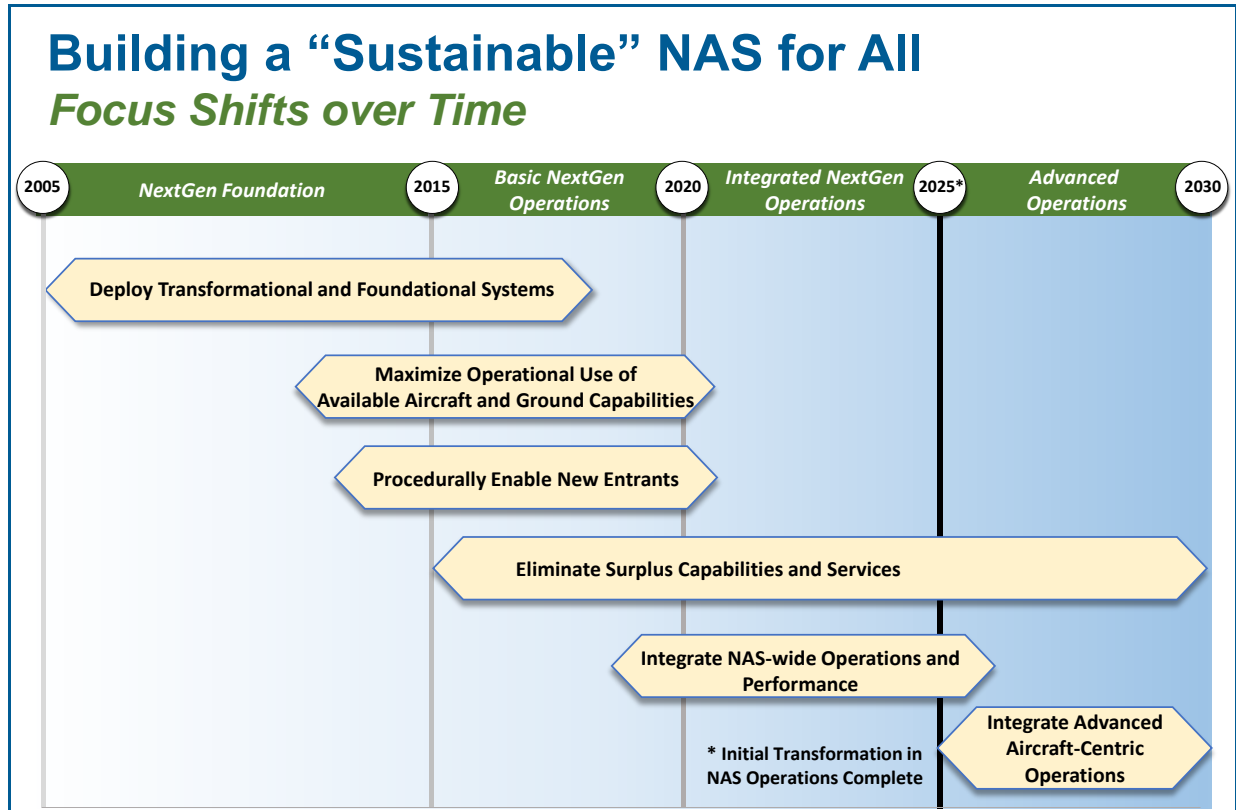 Building a “Sustainable” NAS for All
Focus Shifts over Time
2005
NextGen Foundation
2015
Basic NextGen
Operations
2020
Integrated NextGen
Operations
2025*
Advanced
Operations
2030
Deploy Transformational and Foundational Systems
Maximize Operational Use of
Available Aircraft and Ground Capabilities
Procedurally Enable New Entrants
Eliminate Surplus Capabilities and Services
Integrate NAS-wide Operations and
Performance
* Initial Transformation in
NAS Operations Complete
Integrate Advanced
Aircraft-Centric
Operations